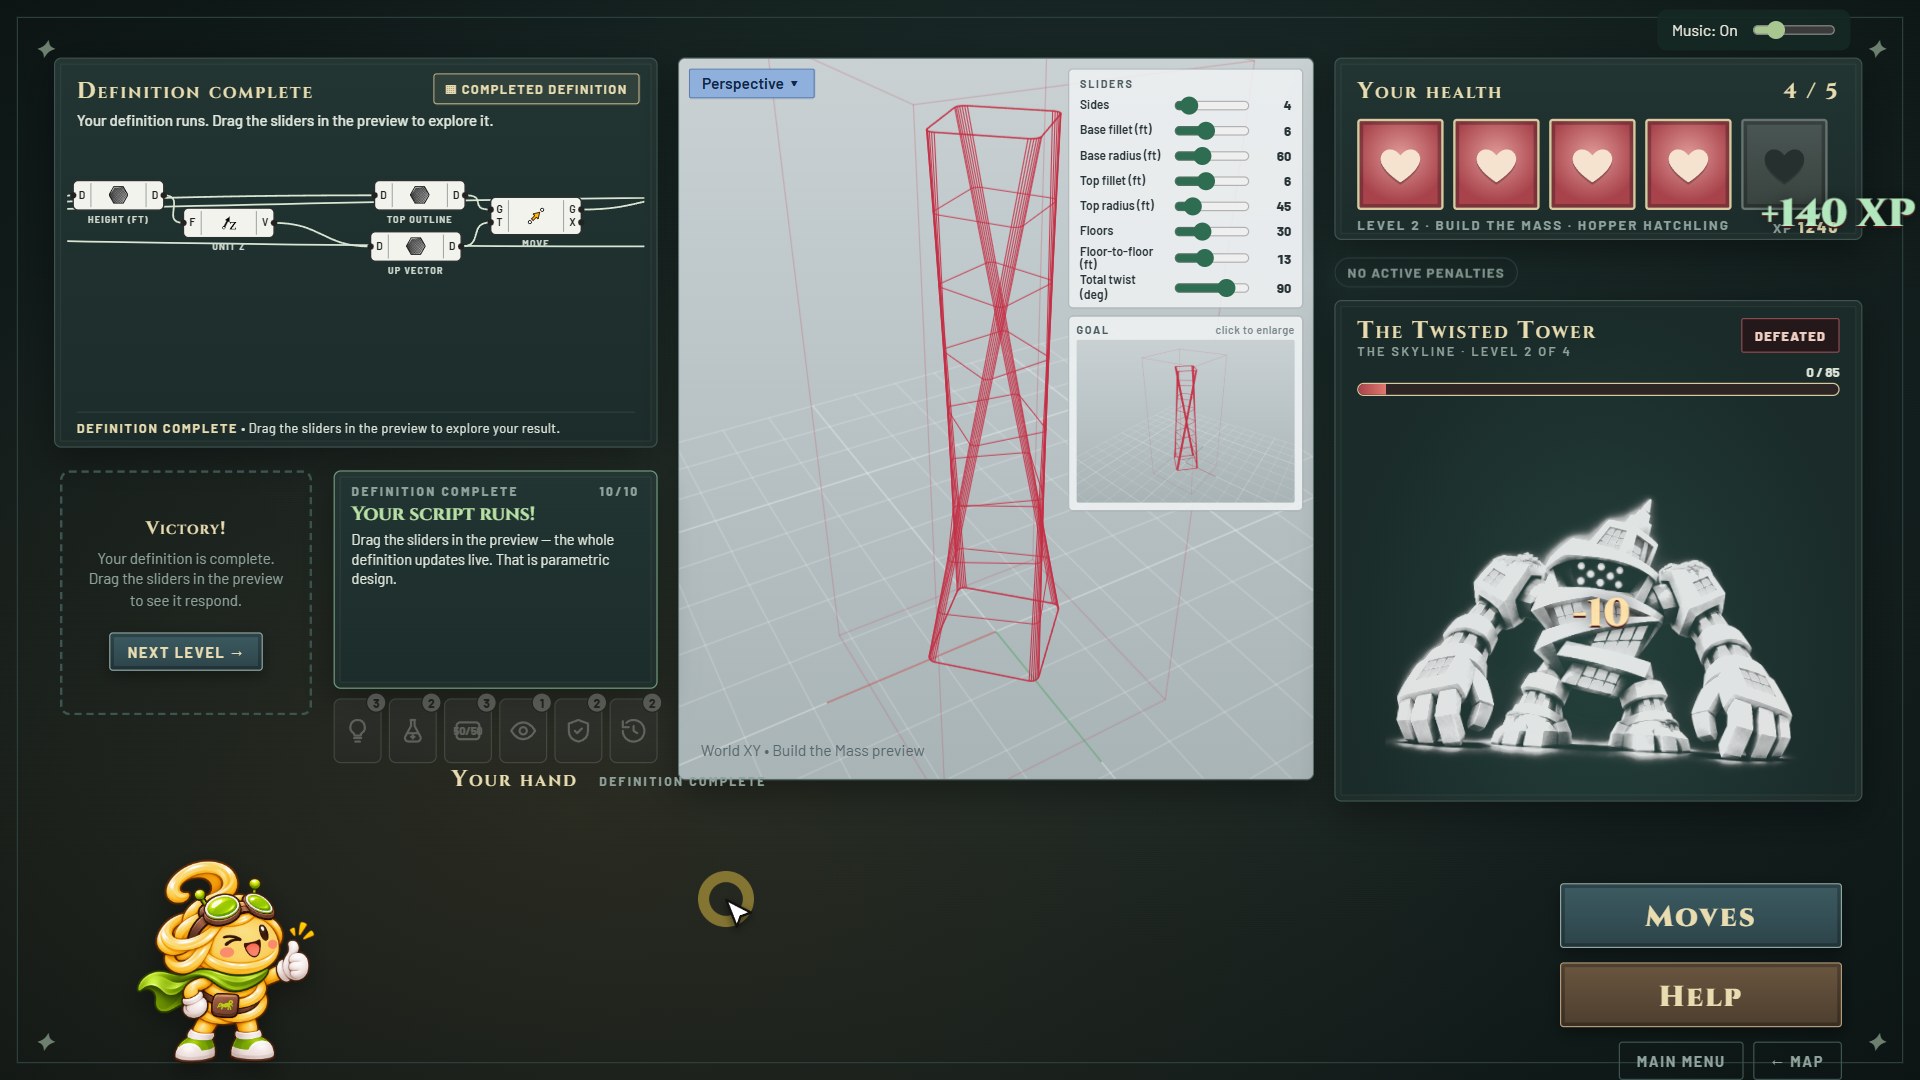 Music: On
Definition complete
▦ COMPLETED DEFINITION
Your definition runs. Drag the sliders in the preview to explore it.
D D
HEIGHT (FT)
F V
UNIT Z
D D
TOP OUTLINE
D D
UP VECTOR
G G
T X
MOVE
DEFINITION COMPLETE • Drag the sliders in the preview to explore your result.
Victory!
Your definition is complete.
Drag the sliders in the preview
to see it respond.
NEXT LEVEL →
DEFINITION COMPLETE 10/10
Your script runs!
Drag the sliders in the preview — the whole
definition updates live. That is parametric
design.
3 2 3 1 2 2
50/50
Your hand DEFINITION COMPLETE
Perspective ▼
SLIDERS
Sides 4
Base fillet (ft) 6
Base radius (ft) 60
Top fillet (ft) 6
Top radius (ft) 45
Floors 30
Floor-to-floor
(ft) 13
Total twist
(deg) 90
GOAL click to enlarge
World XY • Build the Mass preview
Your health 4 / 5
LEVEL 2 · BUILD THE MASS · HOPPER HATCHLING
XP 1240
+140 XP
NO ACTIVE PENALTIES
The Twisted Tower
DEFEATED
THE SKYLINE · LEVEL 2 OF 4
0 / 85
-10
Moves
Help
MAIN MENU
← MAP